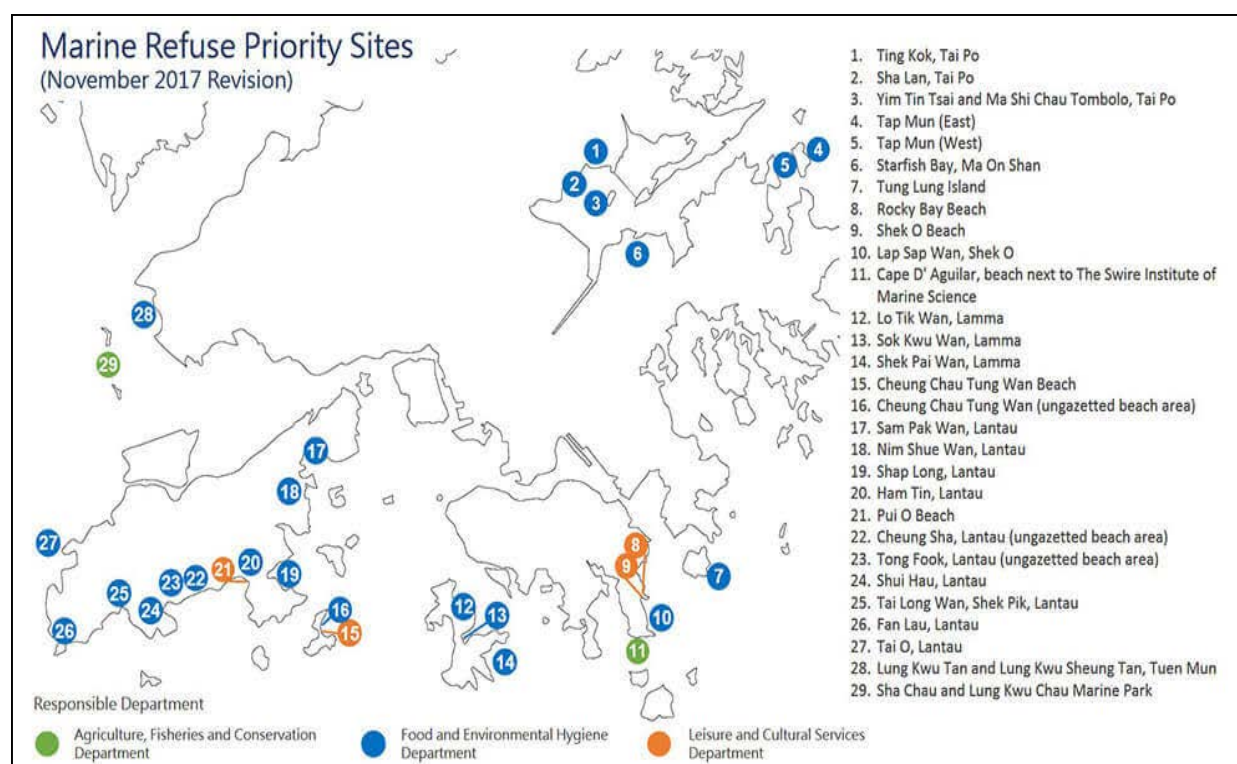 Marine Refuse Priority Sites
(November 2017 Revision)
1. Ting Kok, Tai Po
2. Sha Lan, Tai Po
3. Yim Tin Tsai and Ma Shi Chau Tombolo, Tai Po
4. Tap Mun (East)
5. Tap Mun (West)
6. Starfish Bay, Ma On Shan
7. Tung Lung Island
8. Rocky Bay Beach
9. Shek O Beach
10. Lap Sap Wan, Shek O
11. Cape D' Aguilar, beach next to The Swire Institute of
Marine Science
12. Lo Tik Wan, Lamma
13. Sok Kwu Wan, Lamma
14. Shek Pai Wan, Lamma
15. Cheung Chau Tung Wan Beach
16. Cheung Chau Tung Wan (ungazetted beach area)
17. Sam Pak Wan, Lantau
18. Nim Shue Wan, Lantau
19. Shap Long, Lantau
20. Ham Tin, Lantau
21. Pui O Beach
22. Cheung Sha, Lantau (ungazetted beach area)
23. Tong Fook, Lantau (ungazetted beach area)
24. Shui Hau, Lantau
25. Tai Long Wan, Shek Pik, Lantau
26. Fan Lau, Lantau
27. Tai O, Lantau
28. Lung Kwu Tan and Lung Kwu Sheung Tan, Tuen Mun
29. Sha Chau and Lung Kwu Chau Marine Park
1
2
3
4
5
6
28
29
17
18
27
8
9
7
21
20
19
22
23
25
24
26
16
15
12
13
14
10
11
Responsible Department
Agriculture, Fisheries and Conservation
Department
Food and Environmental Hygiene
Department
Leisure and Cultural Services
Department